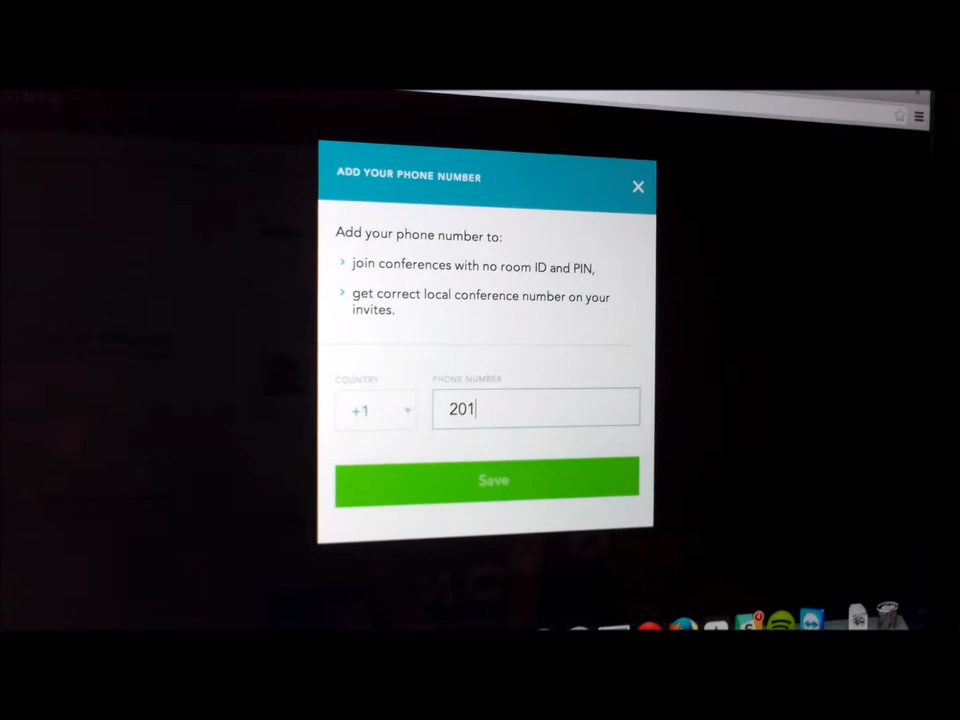 ADD YOUR PHONE NUMBER
Add your phone number to:
join conferences with no room ID and PIN,
get correct local conference number on your
invites.
COUNTRY
PHONE NUMBER
+1
201
Save